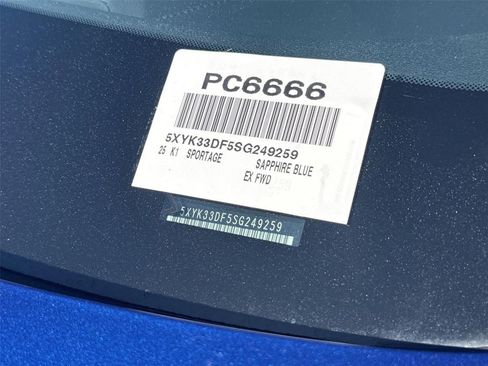 PC6666
5XYK33DF5SG249259
25 K1 SPORTAGE SAPPHIRE BLUE
EX FWD
5XYK33DF5SG249259